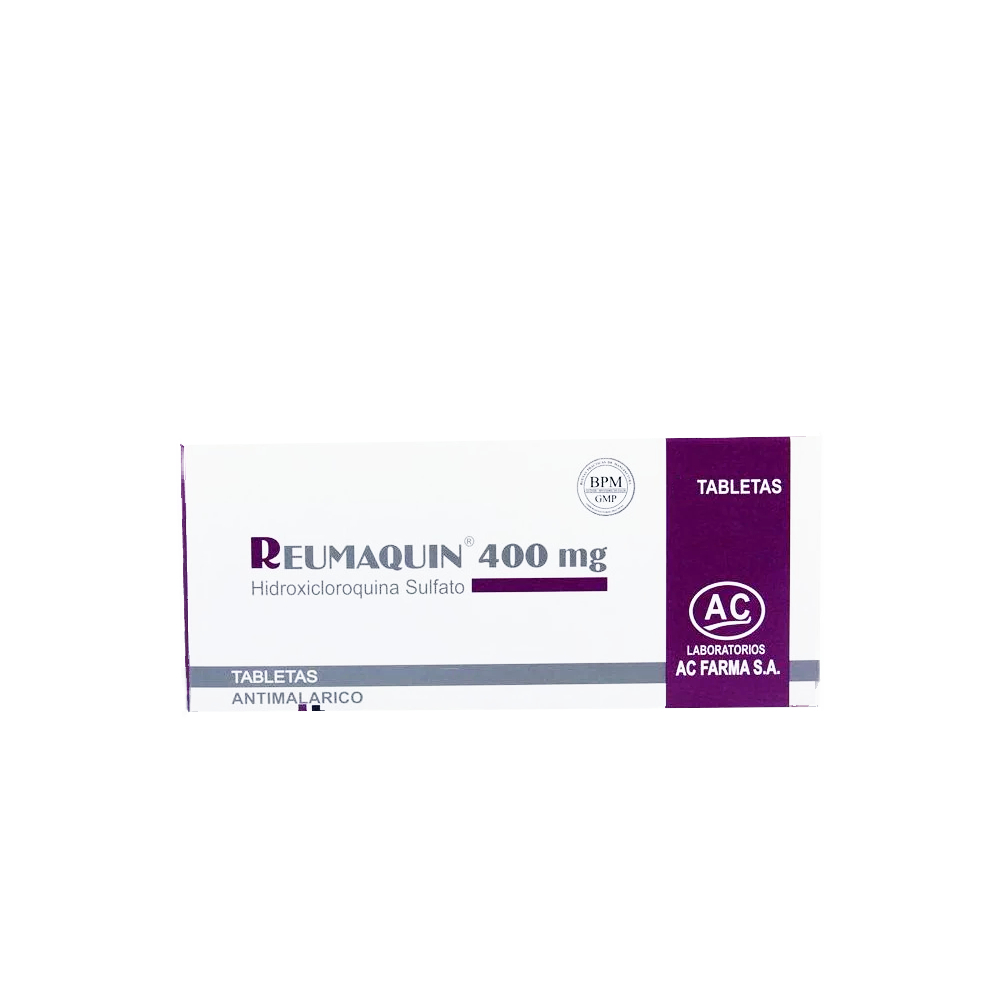 BPM
GMP
TABLETAS
REUMAQUIN® 400 mg
Hidroxicloroquina Sulfato
AC
LABORATORIOS
AC FARMA S.A.
TABLETAS
ANTIMALARICO